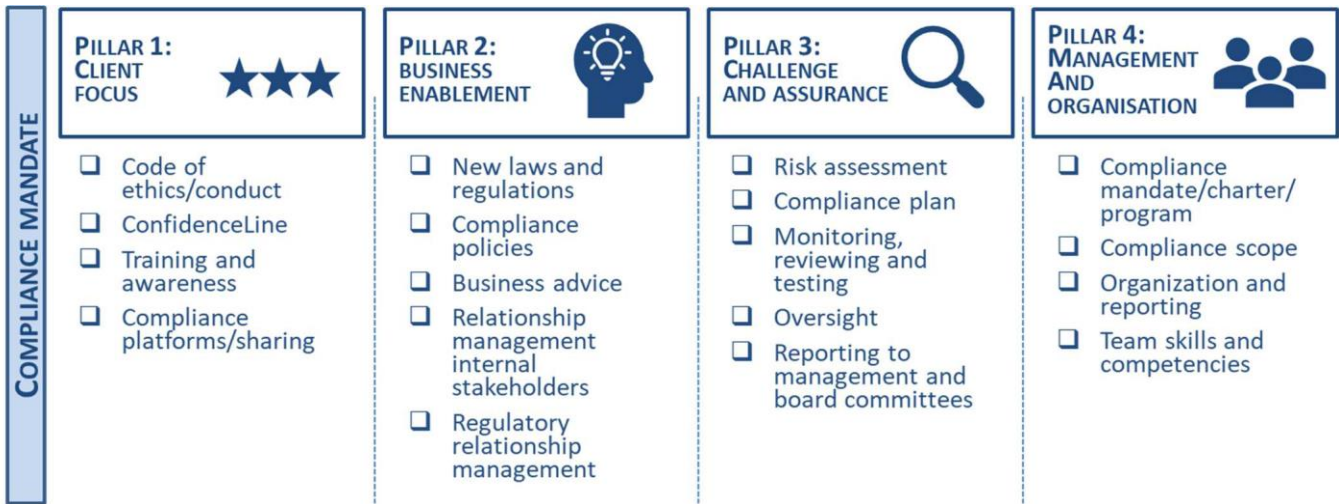 COMPLIANCE MANDATE
PILLAR 1:
CLIENT
FOCUS
Code of
ethics/conduct
ConfidenceLine
Training and
awareness
Compliance
platforms/sharing
PILLAR 2:
BUSINESS
ENABLEMENT
New laws and
regulations
Compliance
policies
Business advice
Relationship
management
internal
stakeholders
Regulatory
relationship
management
PILLAR 3:
CHALLENGE
AND ASSURANCE
Risk assessment
Compliance plan
Monitoring,
reviewing and
testing
Oversight
Reporting to
management and
board committees
PILLAR 4:
MANAGEMENT
AND
ORGANISATION
Compliance
mandate/charter/
program
Compliance scope
Organization and
reporting
Team skills and
competencies